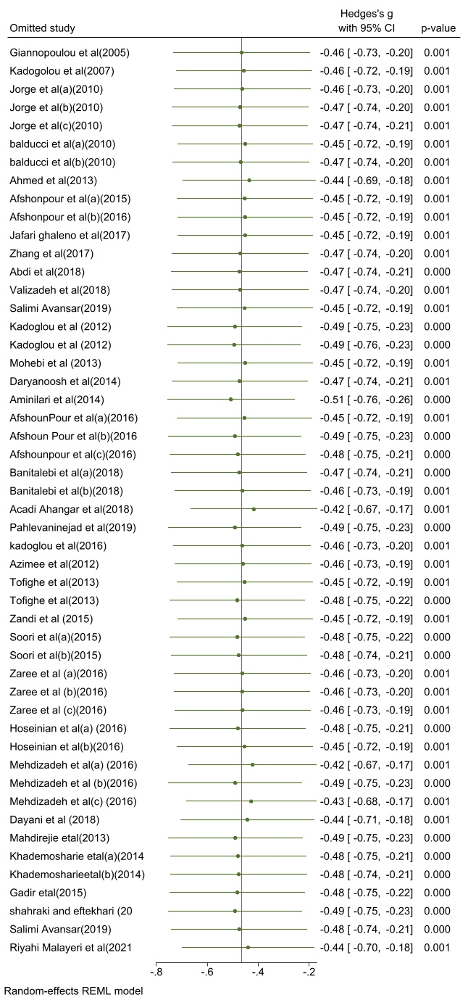 Hedges's g
Omitted study with 95% CI p-value
Giannopoulou et al(2005) -0.46 [ -0.73, -0.20] 0.001
Kadogolou et al(2007) -0.46 [ -0.72, -0.19] 0.001
Jorge et al(a)(2010) -0.46 [ -0.73, -0.20] 0.001
Jorge et al(b)(2010) -0.47 [ -0.74, -0.20] 0.001
Jorge et al(c)(2010) -0.47 [ -0.74, -0.21] 0.001
balducci et al(a)(2010) -0.45 [ -0.72, -0.19] 0.001
balducci et al(b)(2010) -0.47 [ -0.74, -0.20] 0.001
Ahmed et al(2013) -0.44 [ -0.69, -0.18] 0.001
Afshonpour et al(a)(2015) -0.45 [ -0.72, -0.19] 0.001
Afshonpour et al(b)(2016) -0.45 [ -0.72, -0.19] 0.001
Jafari ghaleno et al(2017) -0.45 [ -0.72, -0.19] 0.001
Zhang et al(2017) -0.47 [ -0.74, -0.20] 0.001
Abdi et al(2018) -0.47 [ -0.74, -0.21] 0.000
Valizadeh et al(2018) -0.47 [ -0.74, -0.20] 0.001
Salimi Avansar(2019) -0.45 [ -0.72, -0.19] 0.001
Kadoglou et al (2012) -0.49 [ -0.75, -0.23] 0.000
Kadoglou et al (2012) -0.49 [ -0.76, -0.23] 0.000
Mohebi et al (2013) -0.45 [ -0.72, -0.19] 0.001
Daryanoosh et al(2014) -0.47 [ -0.74, -0.21] 0.001
Aminilari et al(2014) -0.51 [ -0.76, -0.26] 0.000
AfshounPour et al(a)(2016) -0.45 [ -0.72, -0.19] 0.001
Afshoun Pour et al(b)(2016 -0.49 [ -0.75, -0.23] 0.000
Afshounpour et al(c)(2016) -0.48 [ -0.75, -0.21] 0.000
Banitalebi et al(a)(2018) -0.47 [ -0.74, -0.21] 0.000
Banitalebi et al(b)(2018) -0.46 [ -0.73, -0.19] 0.001
Acadi Ahangar et al(2018) -0.42 [ -0.67, -0.17] 0.001
Pahlevaninejad et al(2019) -0.49 [ -0.75, -0.23] 0.000
kadoglou et al(2016) -0.46 [ -0.73, -0.20] 0.001
Azimee et al(2012) -0.46 [ -0.73, -0.19] 0.001
Tofighe et al(2013) -0.45 [ -0.72, -0.19] 0.001
Tofighe et al(2013) -0.48 [ -0.75, -0.22] 0.000
Zandi et al (2015) -0.45 [ -0.72, -0.19] 0.001
Soori et al(a)(2015) -0.48 [ -0.75, -0.22] 0.000
Soori et al(b)(2015) -0.48 [ -0.74, -0.21] 0.000
Zaree et al (a)(2016) -0.46 [ -0.73, -0.20] 0.001
Zaree et al (b)(2016) -0.46 [ -0.73, -0.20] 0.001
Zaree et al (c)(2016) -0.46 [ -0.73, -0.19] 0.001
Hoseinian et al(a) (2016) -0.48 [ -0.75, -0.21] 0.000
Hoseinian et al(b)(2016) -0.45 [ -0.72, -0.19] 0.001
Mehdizadeh et al(a) (2016) -0.42 [ -0.67, -0.17] 0.001
Mehdizadeh et al (b)(2016) -0.49 [ -0.75, -0.23] 0.000
Mehdizadeh et al(c) (2016) -0.43 [ -0.68, -0.17] 0.001
Dayani et al (2018) -0.44 [ -0.71, -0.18] 0.001
Mahdirejie etal(2013) -0.49 [ -0.75, -0.23] 0.000
Khademosharie etal(a)(2014 -0.48 [ -0.75, -0.21] 0.000
Khademosharieetal(b)(2014) -0.48 [ -0.74, -0.21] 0.000
Gadir etal(2015) -0.48 [ -0.75, -0.22] 0.000
shahraki and eftekhari (20 -0.49 [ -0.75, -0.23] 0.000
Salimi Avansar(2019) -0.48 [ -0.74, -0.21] 0.000
Riyahi Malayeri et al(2021 -0.44 [ -0.70, -0.18] 0.001
-.8 -.6 -.4 -.2
Random-effects REML model